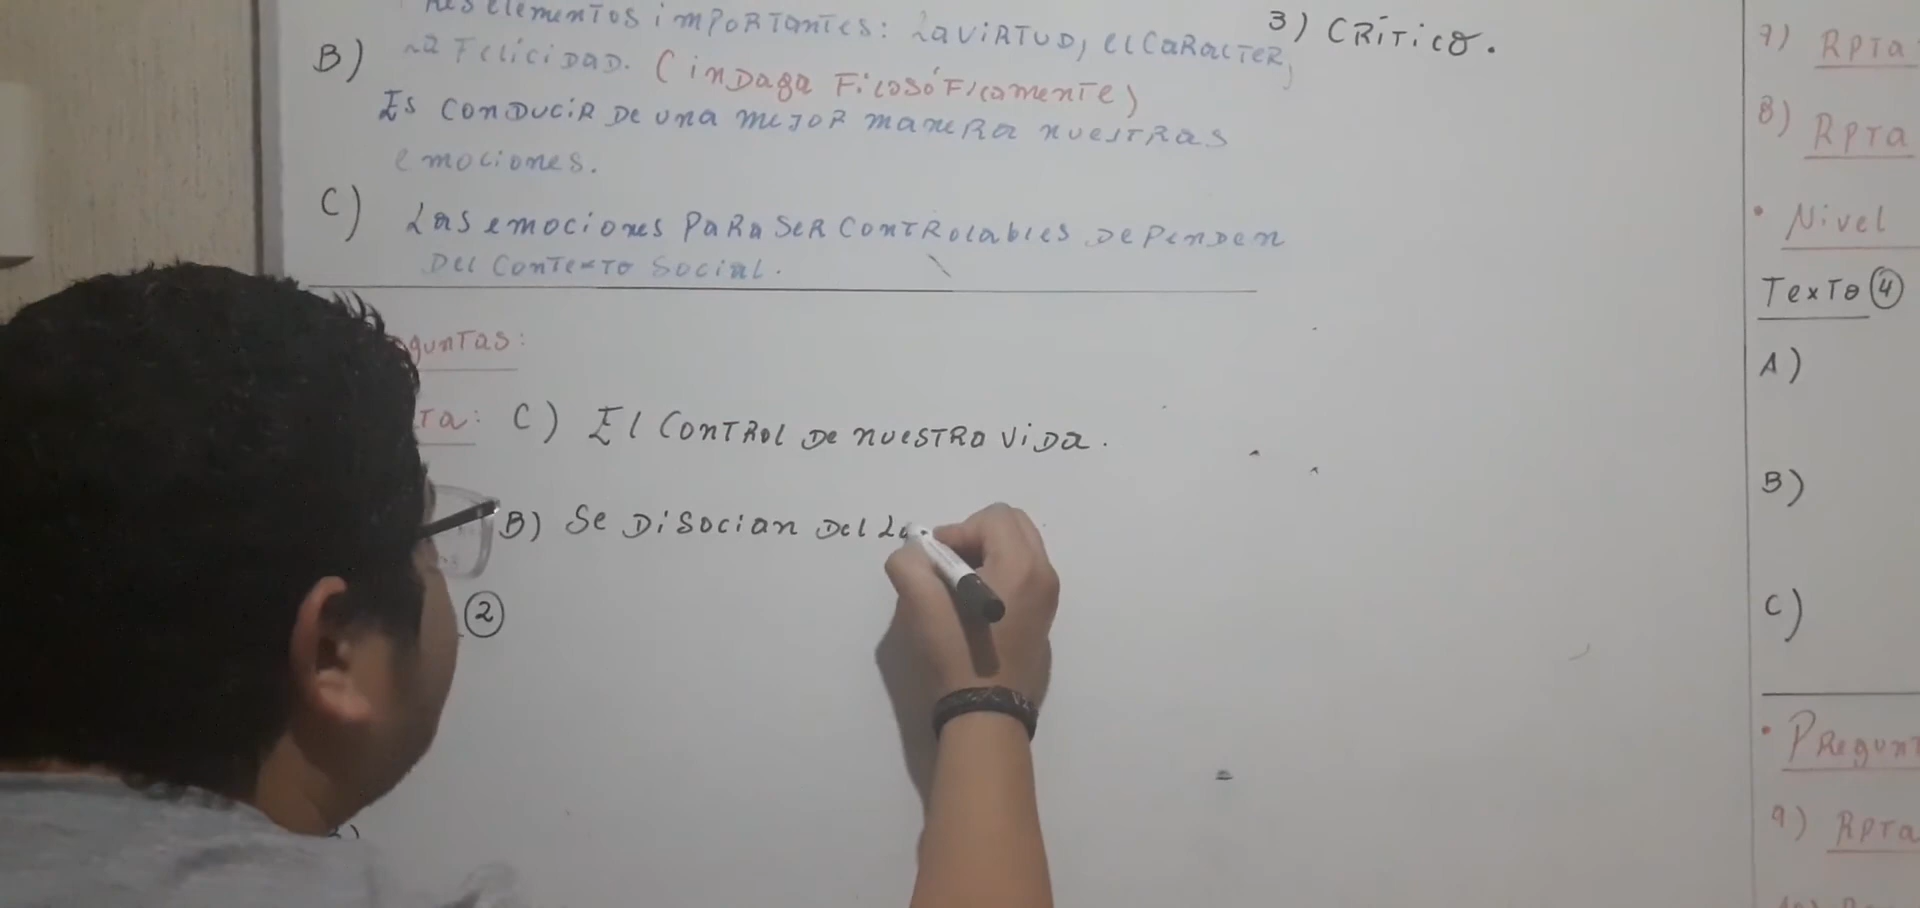 elementos importantes: La virtud, el caracter,
B) La Felicidad. (indaga Filosóficamente)
Es conducir de una mejor manera nuestras
emociones.
C) Las emociones para ser controlables dependen
del contexto social.
guntas:
ta: C) El control de nuestro vida.
B) Se disocian del
2
3) Crítico.
7) Rpta
8) Rpta
• Nivel
Texto 4
A)
B)
C)
• Pregunt
9) Rpta